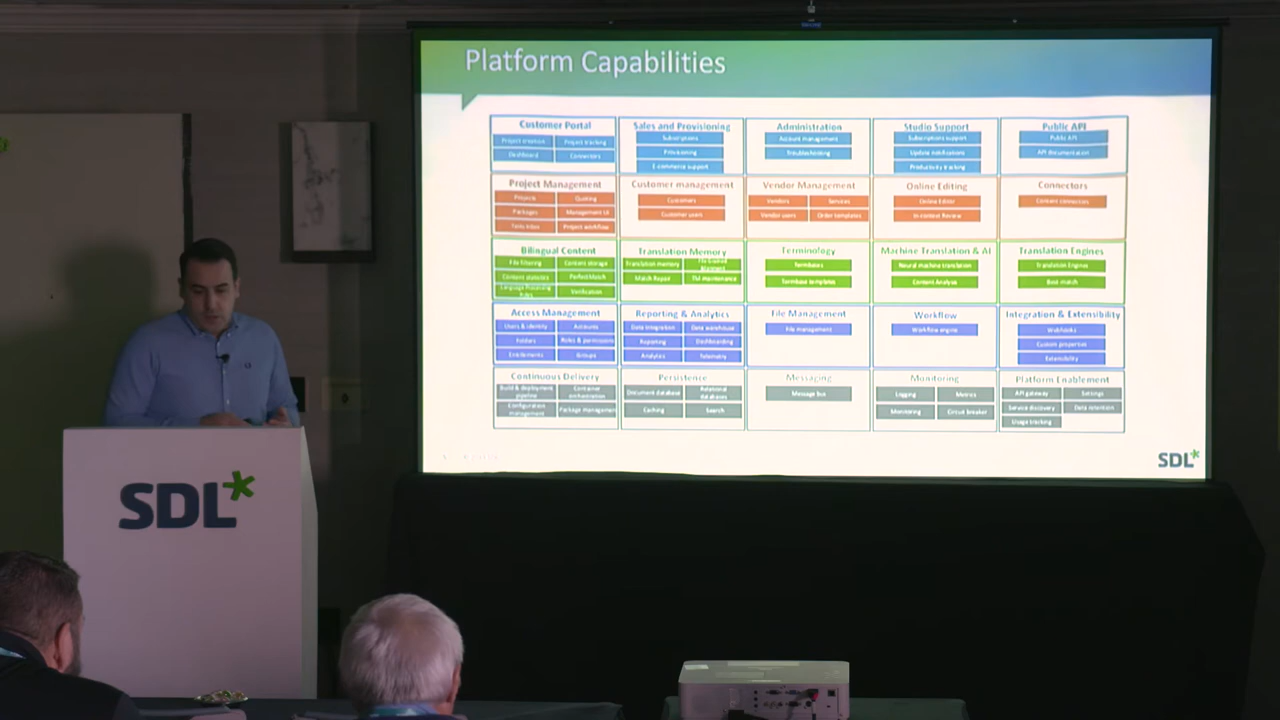 Platform Capabilities
Customer Portal
Project creation
Project tracking
Dashboard
Connectors
Sales and Provisioning
Subscriptions
Provisioning
E-commerce support
Administration
Account management
Troubleshooting
Studio Support
Subscriptions support
Update notifications
Productivity tracking
Public API
Public API
API documentation
Project Management
Projects
Quoting
Packages
Management UI
Tasks inbox
Project workflow
Customer management
Customers
Customer users
Vendor Management
Vendors
Services
Vendor users
Order templates
Online Editing
Online Editor
In-context Review
Connectors
Content connectors
Bilingual Content
File filtering
Content storage
Content statistics
PerfectMatch
Language Processing
Rules
Verification
Translation Memory
Translation memory
Match Repair
TM maintenance
Terminology
Termbases
Termbase templates
Machine Translation & AI
Neural machine translation
Content Analysis
Translation Engines
Translation Engines
Best match
Access Management
Users & identity
Accounts
Folders
Roles & permissions
Entitlements
Groups
Reporting & Analytics
Data integration
Data warehouse
Reporting
Dashboarding
Analytics
Telemetry
File Management
File management
Workflow
Workflow engine
Integration & Extensibility
Webhooks
Custom properties
Extensibility
Continuous Delivery
Build & deployment
pipeline
Container
orchestration
Configuration
management
Package management
Persistence
Document database
Relational
databases
Caching
Search
Messaging
Message bus
Monitoring
Logging
Metrics
Monitoring
Circuit breaker
Platform Enablement
API gateway
Settings
Service discovery
Data retention
Usage tracking
SDL*
SDL*